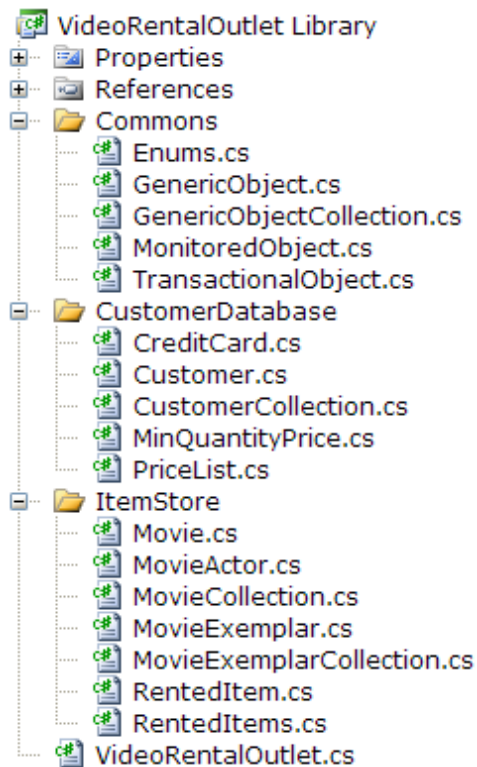 VideoRentalOutlet Library
Properties
References
Commons
Enums.cs
GenericObject.cs
GenericObjectCollection.cs
MonitoredObject.cs
TransactionalObject.cs
CustomerDatabase
CreditCard.cs
Customer.cs
CustomerCollection.cs
MinQuantityPrice.cs
PriceList.cs
ItemStore
Movie.cs
MovieActor.cs
MovieCollection.cs
MovieExemplar.cs
MovieExemplarCollection.cs
RentedItem.cs
RentedItems.cs
VideoRentalOutlet.cs